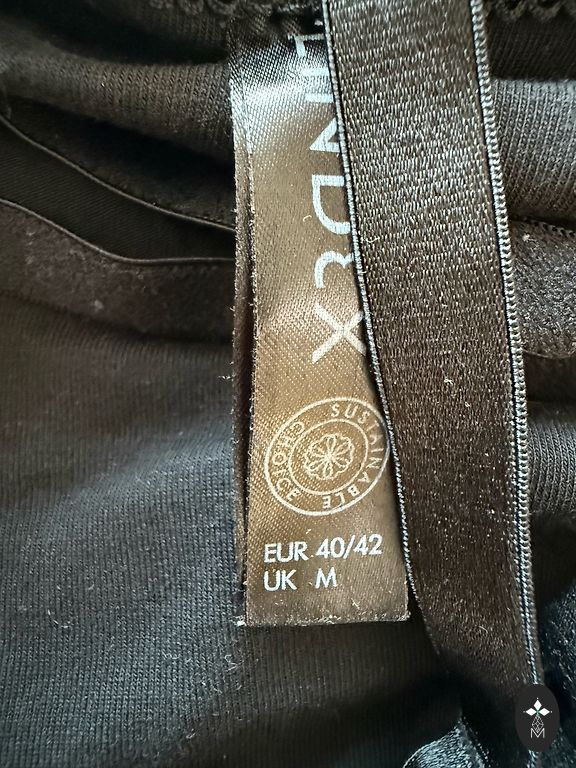 SUSTAINABLE CHOICE
EUR 40/42
UK M
M